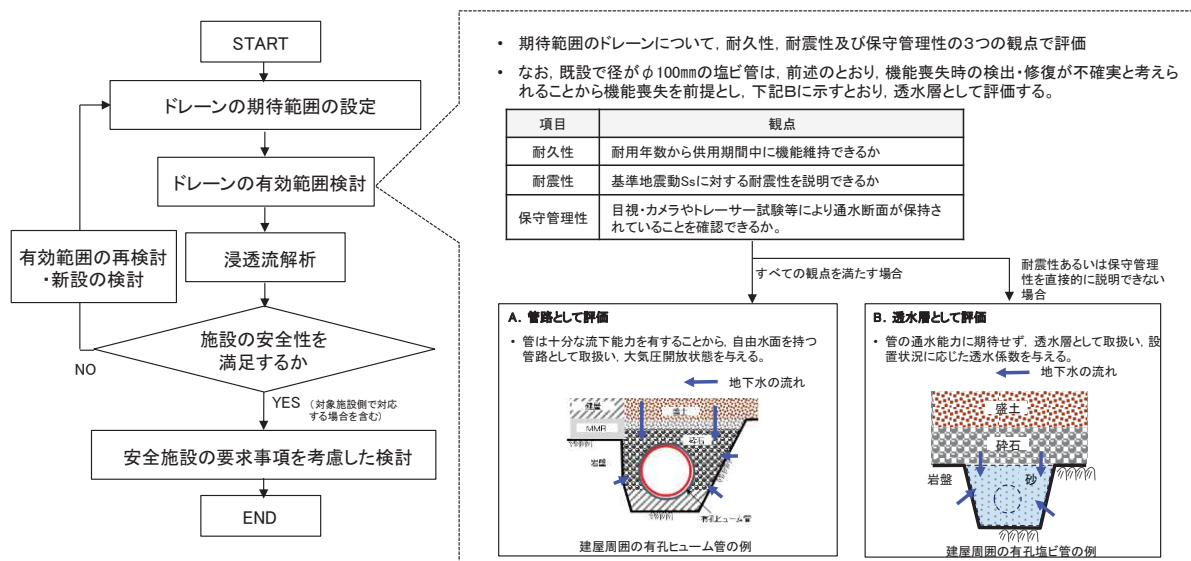 START
ドレーンの期待範囲の設定
ドレーンの有効範囲検討
有効範囲の再検討
・新設の検討
浸透流解析
施設の安全性を
満足するか
NO
YES
(対象施設側で対応
する場合を含む)
安全施設の要求事項を考慮した検討
END
• 期待範囲のドレーンについて，耐久性，耐震性及び保守管理性の３つの観点で評価
• なお，既設で径がφ100㎜の塩ビ管は，前述のとおり，機能喪失時の検出・修復が不確実と考えら
れることから機能喪失を前提とし，下記Ｂに示すとおり，透水層として評価する。
項目 観点
耐久性 耐用年数から供用期間中に機能維持できるか
耐震性 基準地震動Ssに対する耐震性を説明できるか
保守管理性 目視・カメラやトレーサー試験等により通水断面が保持さ
れていることを確認できるか。
すべての観点を満たす場合
耐震性あるいは保守管理
性を直接的に説明できない
場合
A．管路として評価
• 管は十分な流下能力を有することから，自由水面を持つ
管路として取扱い，大気圧開放状態を与える。
地下水の流れ
建屋
盛土
MMR
砕石
岩盤
有孔ヒューム管
建屋周囲の有孔ヒューム管の例
B．透水層として評価
• 管の通水能力に期待せず，透水層として取扱い，設
置状況に応じた透水係数を与える。
地下水の流れ
盛土
砕石
岩盤
砂
建屋周囲の有孔塩ビ管の例